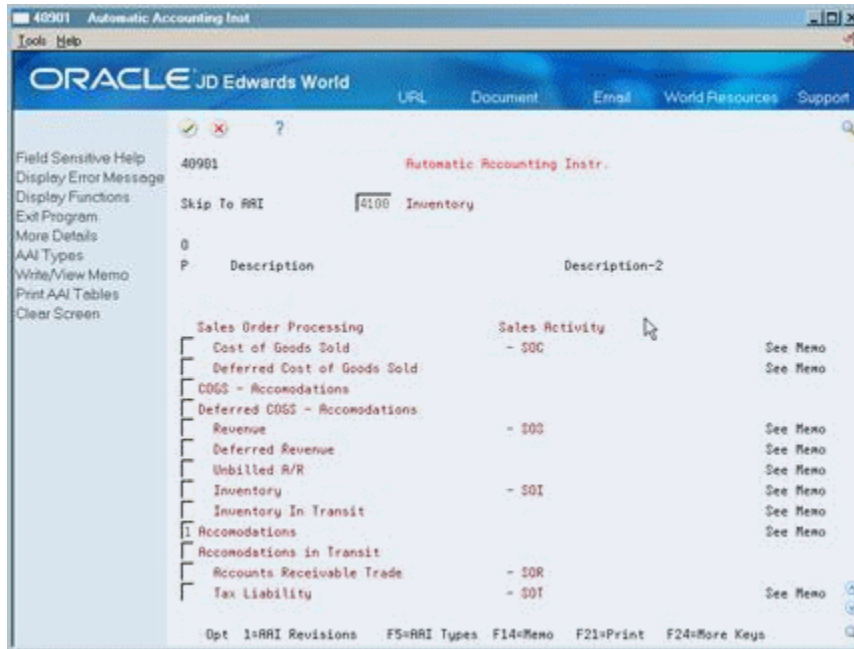 40901 Automatic Accounting Inst
Tools Help
ORACLE JD Edwards World
URL Document Email World Resources Support
Field Sensitive Help
Display Error Message
Display Functions
Exit Program
More Details
AAI Types
Write/View Memo
Print AAI Tables
Clear Screen
?
40901 Automatic Accounting Instr.
Skip To AAI 4100 Inventory
O
P Description Description-2
Sales Order Processing Sales Activity
Cost of Goods Sold - SOC See Memo
Deferred Cost of Goods Sold See Memo
COGS - Accomodations
Deferred COGS - Accomodations
Revenue - SOS See Memo
Deferred Revenue See Memo
Unbilled A/R See Memo
Inventory - SOI See Memo
Inventory In Transit See Memo
1 Accomodations See Memo
Accomodations in Transit
Accounts Receivable Trade - SOR
Tax Liability - SOT See Memo
Opt 1=AAI Revisions F5=AAI Types F14=Memo F21=Print F24=More Keys